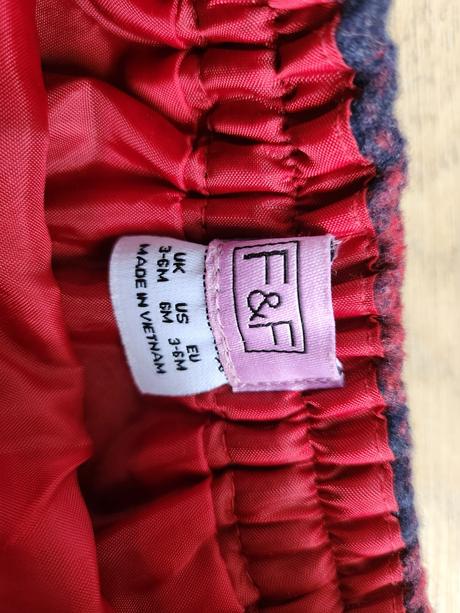 F&F
UK US EU
3-6M 6M 3-6M
MADE IN VIETNAM